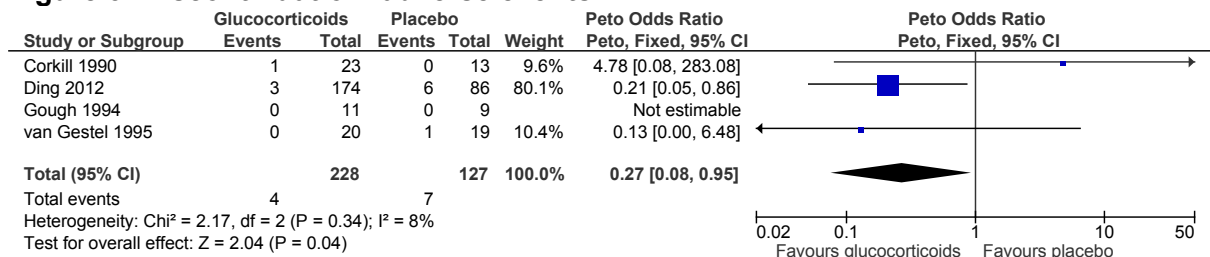 Glucocorticoids Placebo Peto Odds Ratio Peto Odds Ratio
Study or Subgroup Events Total Events Total Weight Peto, Fixed, 95% CI Peto, Fixed, 95% CI
Corkill 1990 1 23 0 13 9.6% 4.78 [0.08, 283.08]
Ding 2012 3 174 6 86 80.1% 0.21 [0.05, 0.86]
Gough 1994 0 11 0 9 Not estimable
van Gestel 1995 0 20 1 19 10.4% 0.13 [0.00, 6.48]
Total (95% CI) 228 127 100.0% 0.27 [0.08, 0.95]
Total events 4 7
Heterogeneity: Chi² = 2.17, df = 2 (P = 0.34); I² = 8%
Test for overall effect: Z = 2.04 (P = 0.04)
0.02 0.1 1 10 50
Favours glucocorticoids Favours placebo